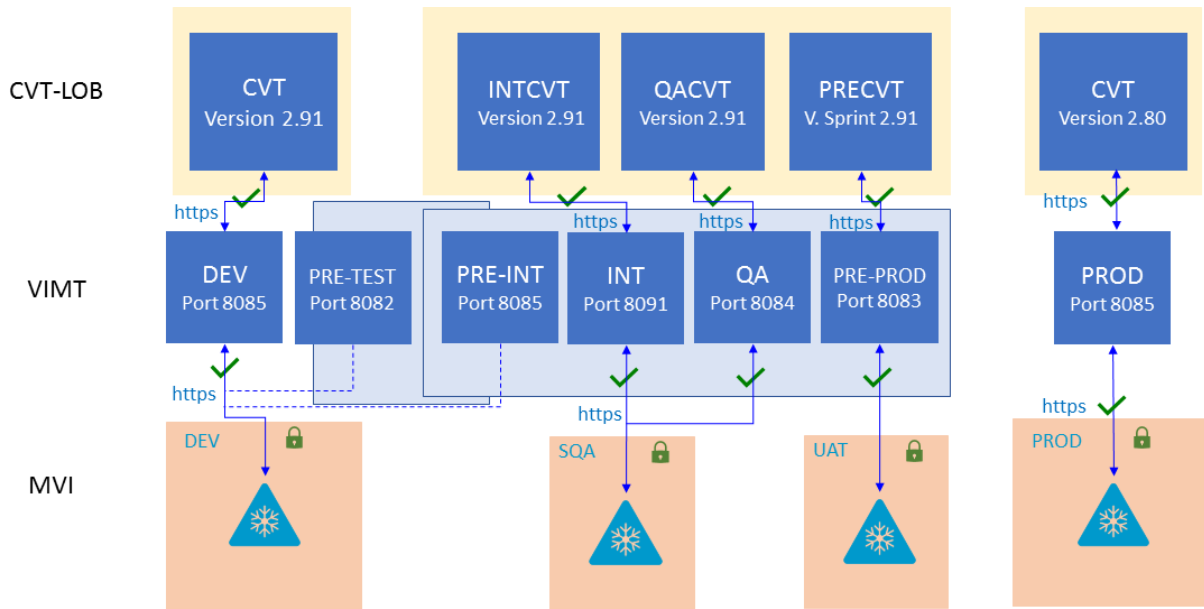 CVT-LOB
CVT
Version 2.91
INTCVT
Version 2.91
QACVT
Version 2.91
PRECVT
V. Sprint 2.91
CVT
Version 2.80
https
https
https
https
https
VIMT
DEV
Port 8085
PRE-TEST
Port 8082
PRE-INT
Port 8085
INT
Port 8091
QA
Port 8084
PRE-PROD
Port 8083
PROD
Port 8085
https
https
https
MVI
DEV
SQA
UAT
PROD